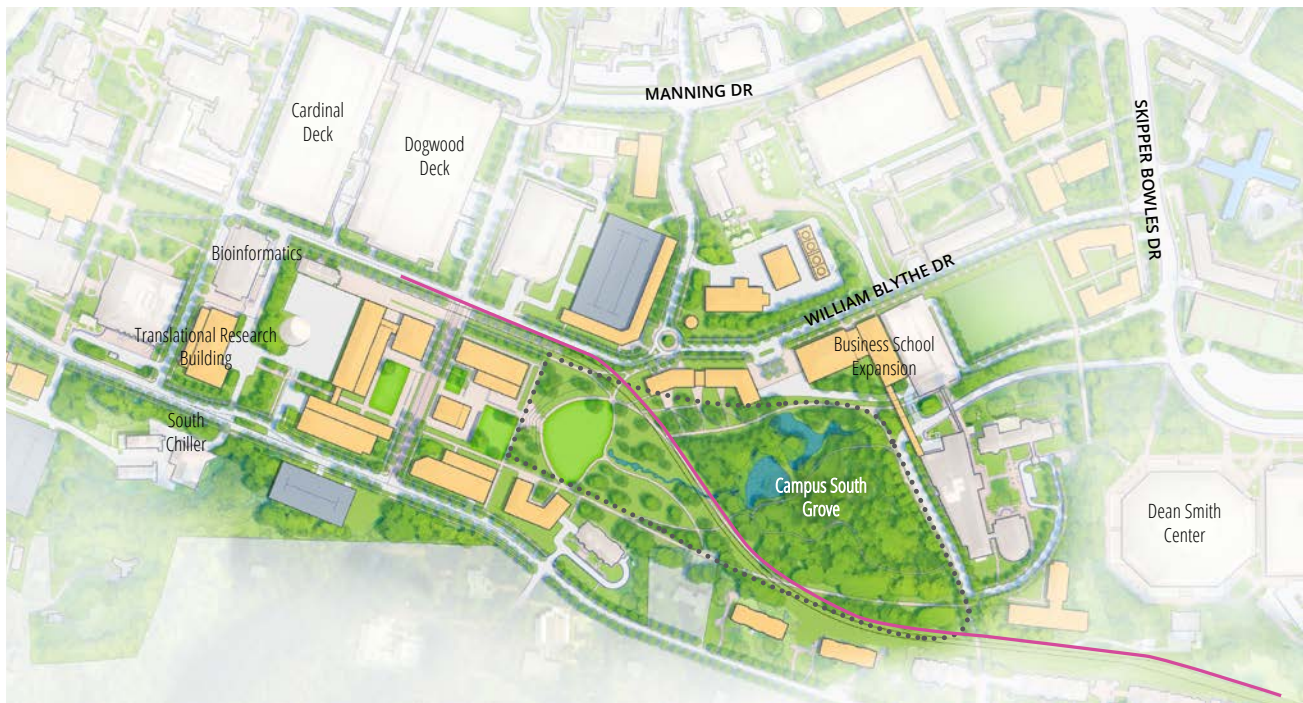 MANNING DR
Cardinal
Deck
Dogwood
Deck
SKIPPER BOWLES DR
Bioinformatics
WILLIAM BLYTHE DR
Translational Research
Building
Business School
Expansion
South
Chiller
Campus South
Grove
Dean Smith
Center